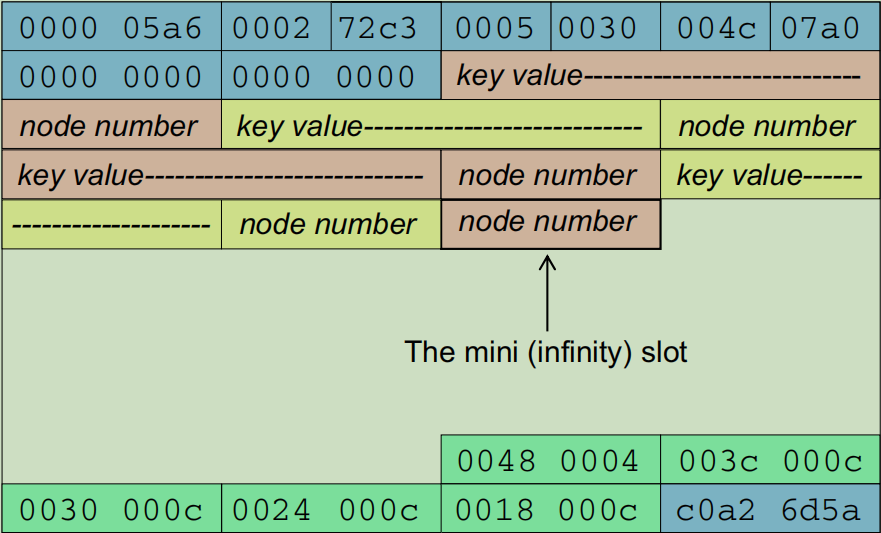 0000 05a6 0002 72c3 0005 0030 004c 07a0
0000 0000 0000 0000 key value----------------------------
node number key value---------------------------- node number
key value---------------------------- node number key value------
-------------------- node number node number
The mini (infinity) slot
0048 0004 003c 000c
0030 000c 0024 000c 0018 000c c0a2 6d5a